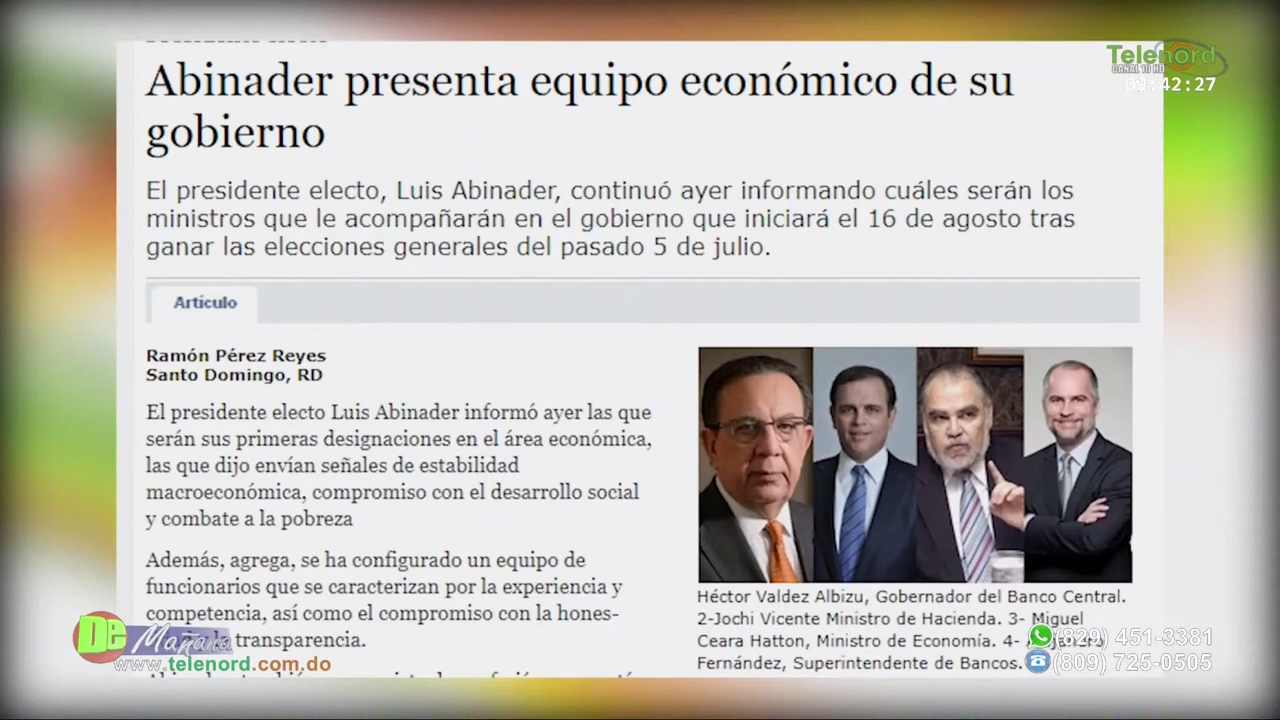 Abinader presenta equipo económico de su
gobierno
El presidente electo, Luis Abinader, continuó ayer informando cuáles serán los
ministros que le acompañarán en el gobierno que iniciará el 16 de agosto tras
ganar las elecciones generales del pasado 5 de julio.
Artículo
Ramón Pérez Reyes
Santo Domingo, RD
El presidente electo Luis Abinader informó ayer las que
serán sus primeras designaciones en el área económica,
las que dijo envían señales de estabilidad
macroeconómica, compromiso con el desarrollo social
y combate a la pobreza
Además, agrega, se ha configurado un equipo de
funcionarios que se caracterizan por la experiencia y
competencia, así como el compromiso con la hones-
la transparencia.
Héctor Valdez Albizu, Gobernador del Banco Central.
2-Jochi Vicente Ministro de Hacienda. 3- Miguel
Ceara Hatton, Ministro de Economía. 4-
Fernández, Superintendente de Bancos.
Telenord
CANAL 10 HD
09:42:27
De Mañana
www.telenord.com.do
(829) 451-3381
(809) 725-0505